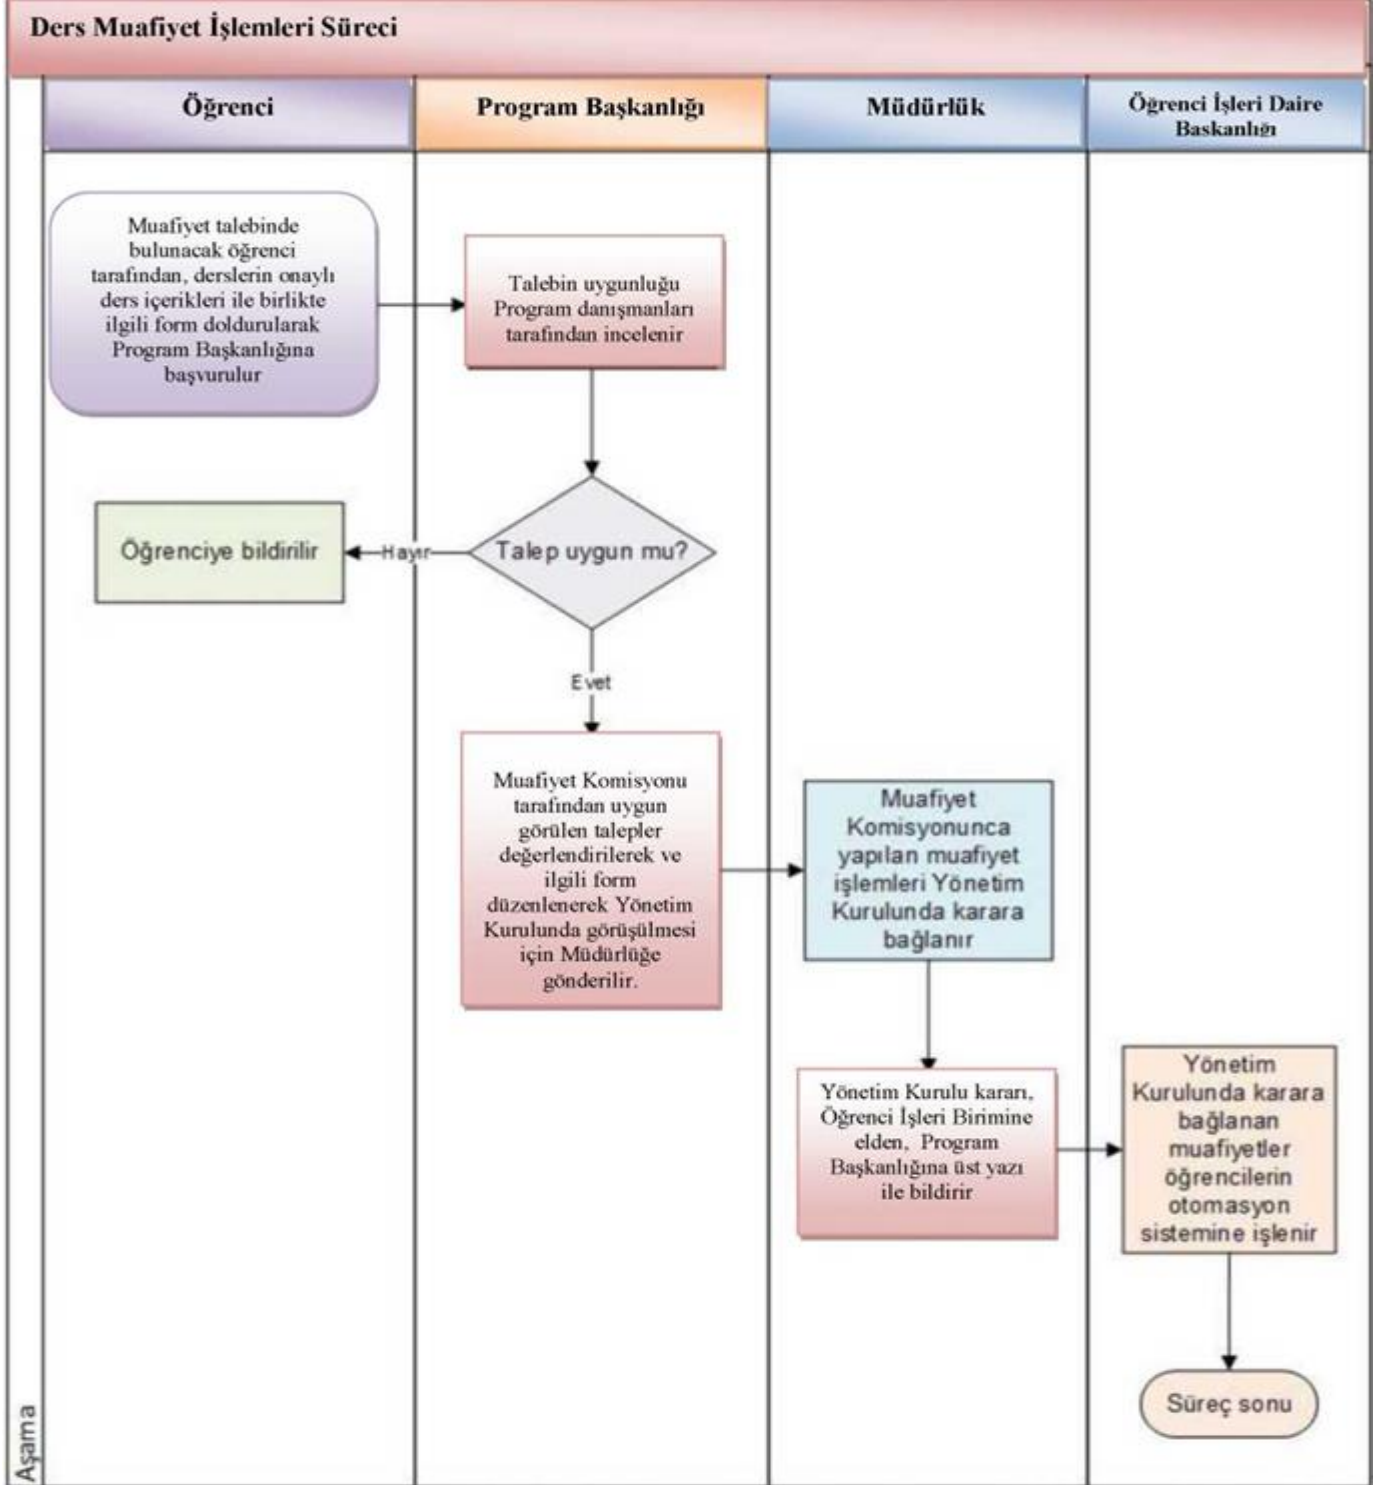 Ders Muafiyet İşlemleri Süreci
Öğrenci
Program Başkanlığı
Müdürlük
Öğrenci İşleri Daire
Baskanlığı
Muafiyet talebinde
bulunacak öğrenci
tarafından, derslerin onaylı
ders içerikleri ile birlikte
ilgili form doldurularak
Program Başkanlığına
başvurulur
Talebin uygunluğu
Program danışmanları
tarafından incelenir
Talep uygun mu?
Hayır
Öğrenciye bildirilir
Evet
Muafiyet Komisyonu
tarafından uygun
görülen talepler
değerlendirilerek ve
ilgili form
düzenlenerek Yönetim
Kurulunda görüşülmesi
için Müdürlüğe
gönderilir.
Muafiyet
Komisyonunca
yapılan muafiyet
işlemleri Yönetim
Kurulunda karara
bağlanır
Yönetim Kurulu kararı,
Öğrenci İşleri Birimine
elden, Program
Başkanlığına üst yazı
ile bildirir
Yönetim
Kurulunda karara
bağlanan
muafiyetler
öğrencilerin
otomasyon
sistemine işlenir
Süreç sonu
Aşama